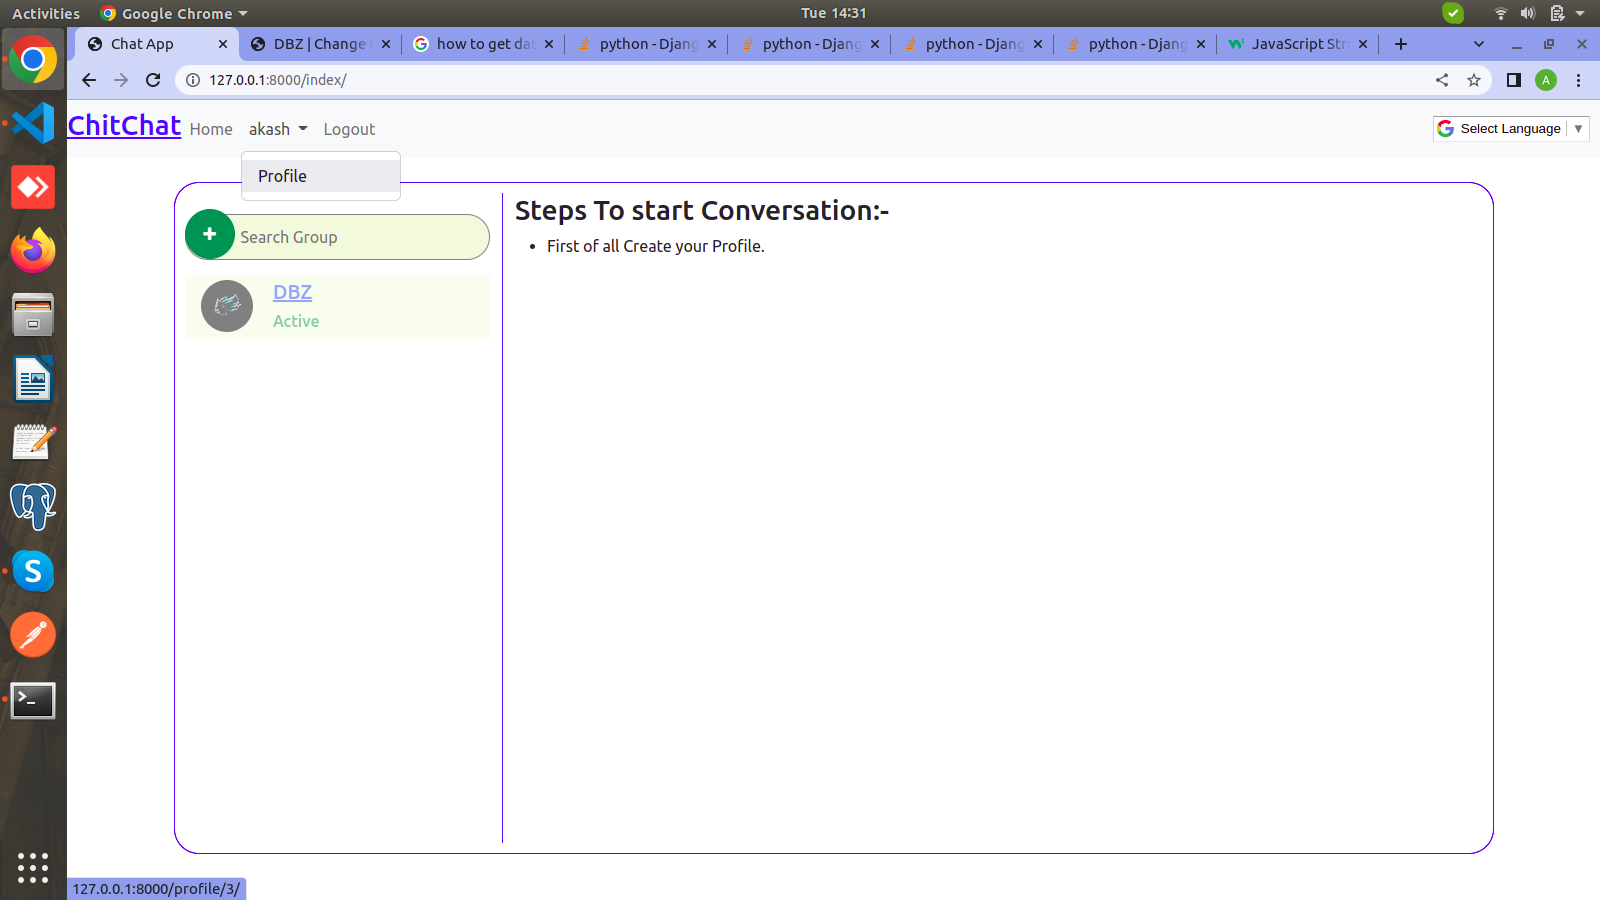 Activities Google Chrome Tue 14:31
Chat App DBZ | Change how to get dat python - Djang python - Djang python - Djang python - Djang JavaScript Stri
127.0.0.1:8000/index/ A
ChitChat Home akash Logout Select Language ▼
Profile
Steps To start Conversation:-
+ Search Group
• First of all Create your Profile.
DBZ
Active
127.0.0.1:8000/profile/3/